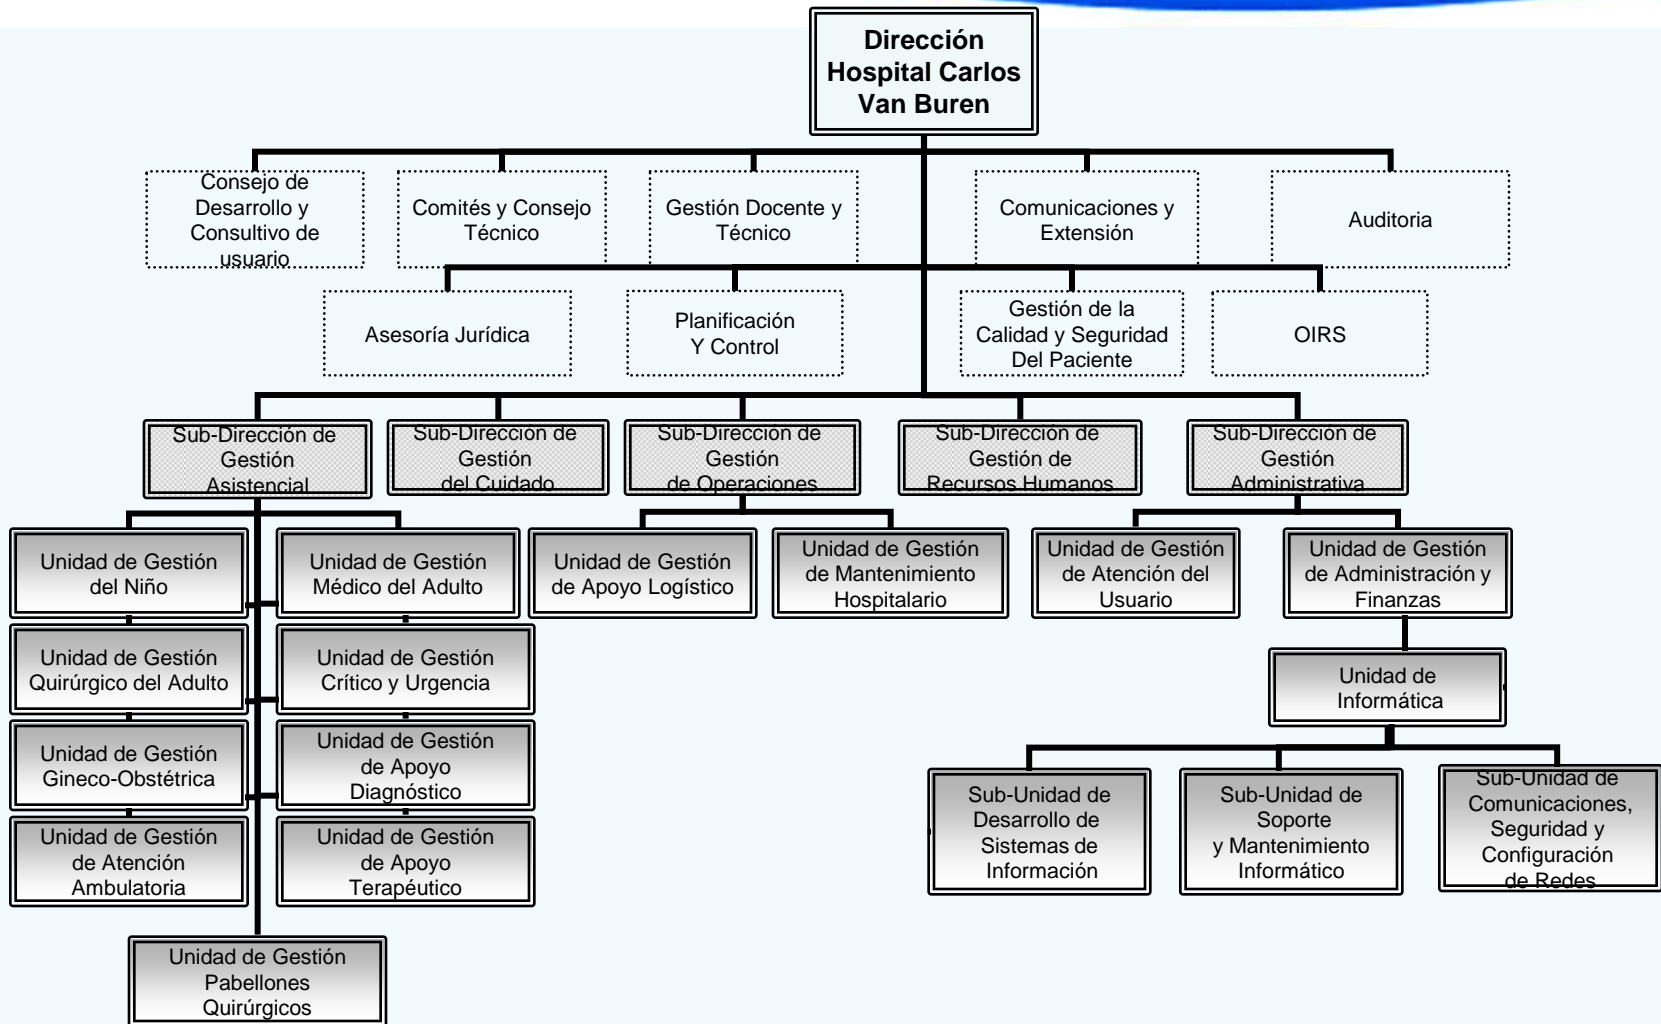 Dirección
Hospital Carlos
Van Buren
Consejo de
Desarrollo y
Consultivo de
usuario
Comités y Consejo
Técnico
Gestión Docente y
Técnico
Comunicaciones y
Extensión
Auditoria
Asesoría Jurídica
Planificación
Y Control
Gestión de la
Calidad y Seguridad
Del Paciente
OIRS
Sub-Dirección de
Gestión
Asistencial
Sub-Dirección de
Gestión
del Cuidado
Sub-Dirección de
Gestión
de Operaciones
Sub-Dirección de
Gestión de
Recursos Humanos
Sub-Dirección de
Gestión
Administrativa
Unidad de Gestión
del Niño
Unidad de Gestión
Médico del Adulto
Unidad de Gestión
de Apoyo Logístico
Unidad de Gestión
de Mantenimiento
Hospitalario
Unidad de Gestión
de Atención del
Usuario
Unidad de Gestión
de Administración y
Finanzas
Unidad de Gestión
Quirúrgico del Adulto
Unidad de Gestión
Crítico y Urgencia
Unidad de
Informática
Unidad de Gestión
Gineco-Obstétrica
Unidad de Gestión
de Apoyo
Diagnóstico
Sub-Unidad de
Desarrollo de
Sistemas de
Información
Sub-Unidad de
Soporte
y Mantenimiento
Informático
Sub-Unidad de
Comunicaciones,
Seguridad y
Configuración
de Redes
Unidad de Gestión
de Atención
Ambulatoria
Unidad de Gestión
de Apoyo
Terapéutico
Unidad de Gestión
Pabellones
Quirúrgicos